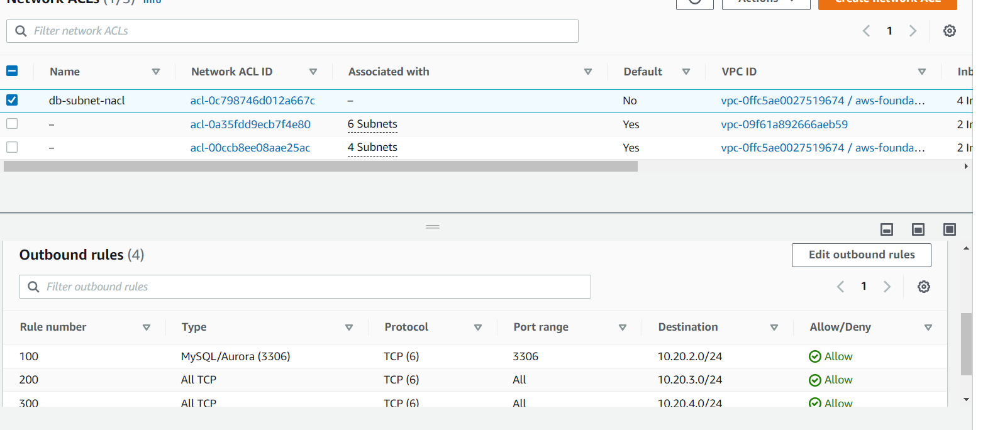 Network ACLs (1/3) Info
Actions
Create network ACL
Filter network ACLs
1
Name Network ACL ID Associated with Default VPC ID Inb
db-subnet-nacl acl-0c798746d012a667c – No vpc-0ffc5ae0027519674 / aws-founda… 4 In
– acl-0a35fdd9ecb7f4e80 6 Subnets Yes vpc-09f61a892666aeb59 2 In
– acl-00ccb8ee08aae25ac 4 Subnets Yes vpc-0ffc5ae0027519674 / aws-founda… 2 In
Outbound rules (4)
Edit outbound rules
Filter outbound rules
1
Rule number Type Protocol Port range Destination Allow/Deny
100 MySQL/Aurora (3306) TCP (6) 3306 10.20.2.0/24 Allow
200 All TCP TCP (6) All 10.20.3.0/24 Allow
300 All TCP TCP (6) All 10.20.4.0/24 Allow